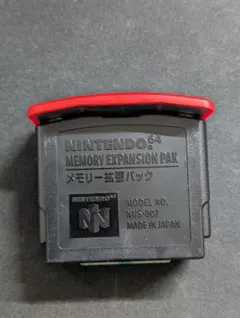 NINTENDO64®
MEMORY EXPANSION PAK
メモリー拡張パック
NINTENDO64
MODEL NO.
NUS-007
MADE IN JAPAN